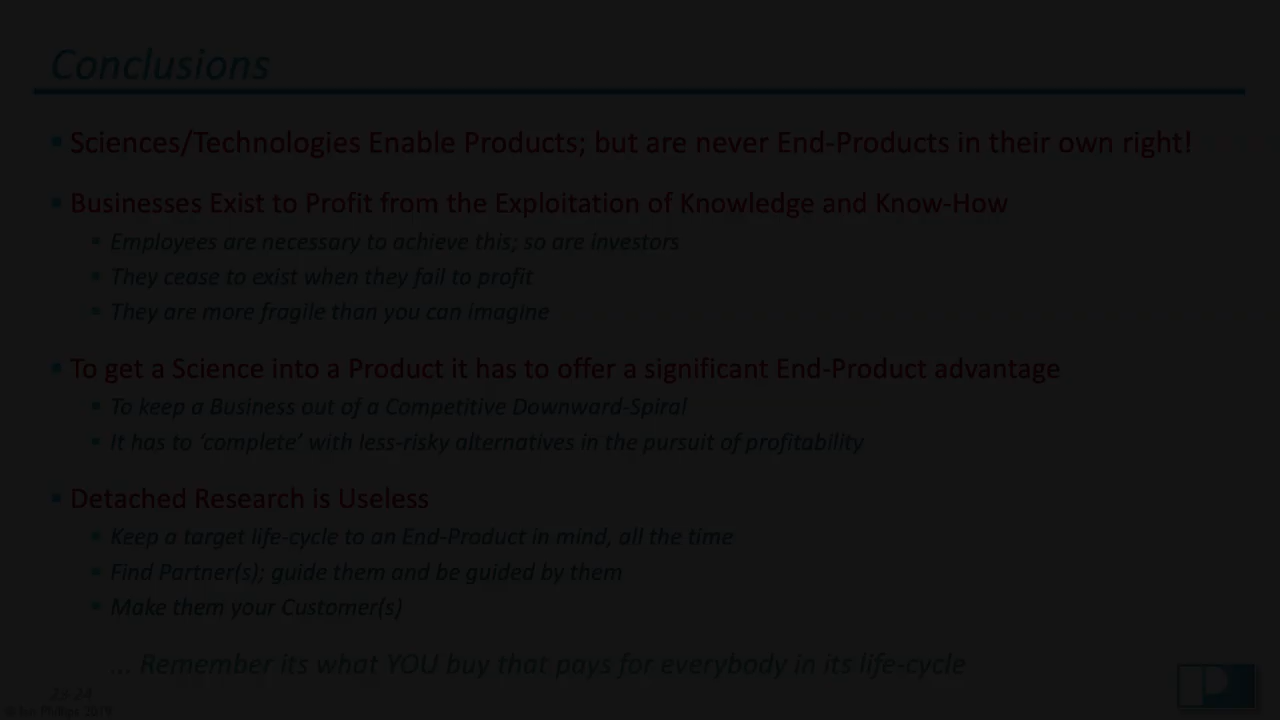 Conclusions
Sciences/Technologies Enable Products; but are never End-Products in their own right!
Businesses Exist to Profit from the Exploitation of Knowledge and Know-How
Employees are necessary to achieve this; so are investors
They cease to exist when they fail to profit
They are more fragile than you can imagine
To get a Science into a Product it has to offer a significant End-Product advantage
To keep a Business out of a Competitive Downward-Spiral
It has to ‘complete’ with less-risky alternatives in the pursuit of profitability
Detached Research is Useless
Keep a target life-cycle to an End-Product in mind, all the time
Find Partner(s); guide them and be guided by them
Make them your Customer(s)
... Remember its what YOU buy that pays for everybody in its life-cycle
P
24
Phillips 2019